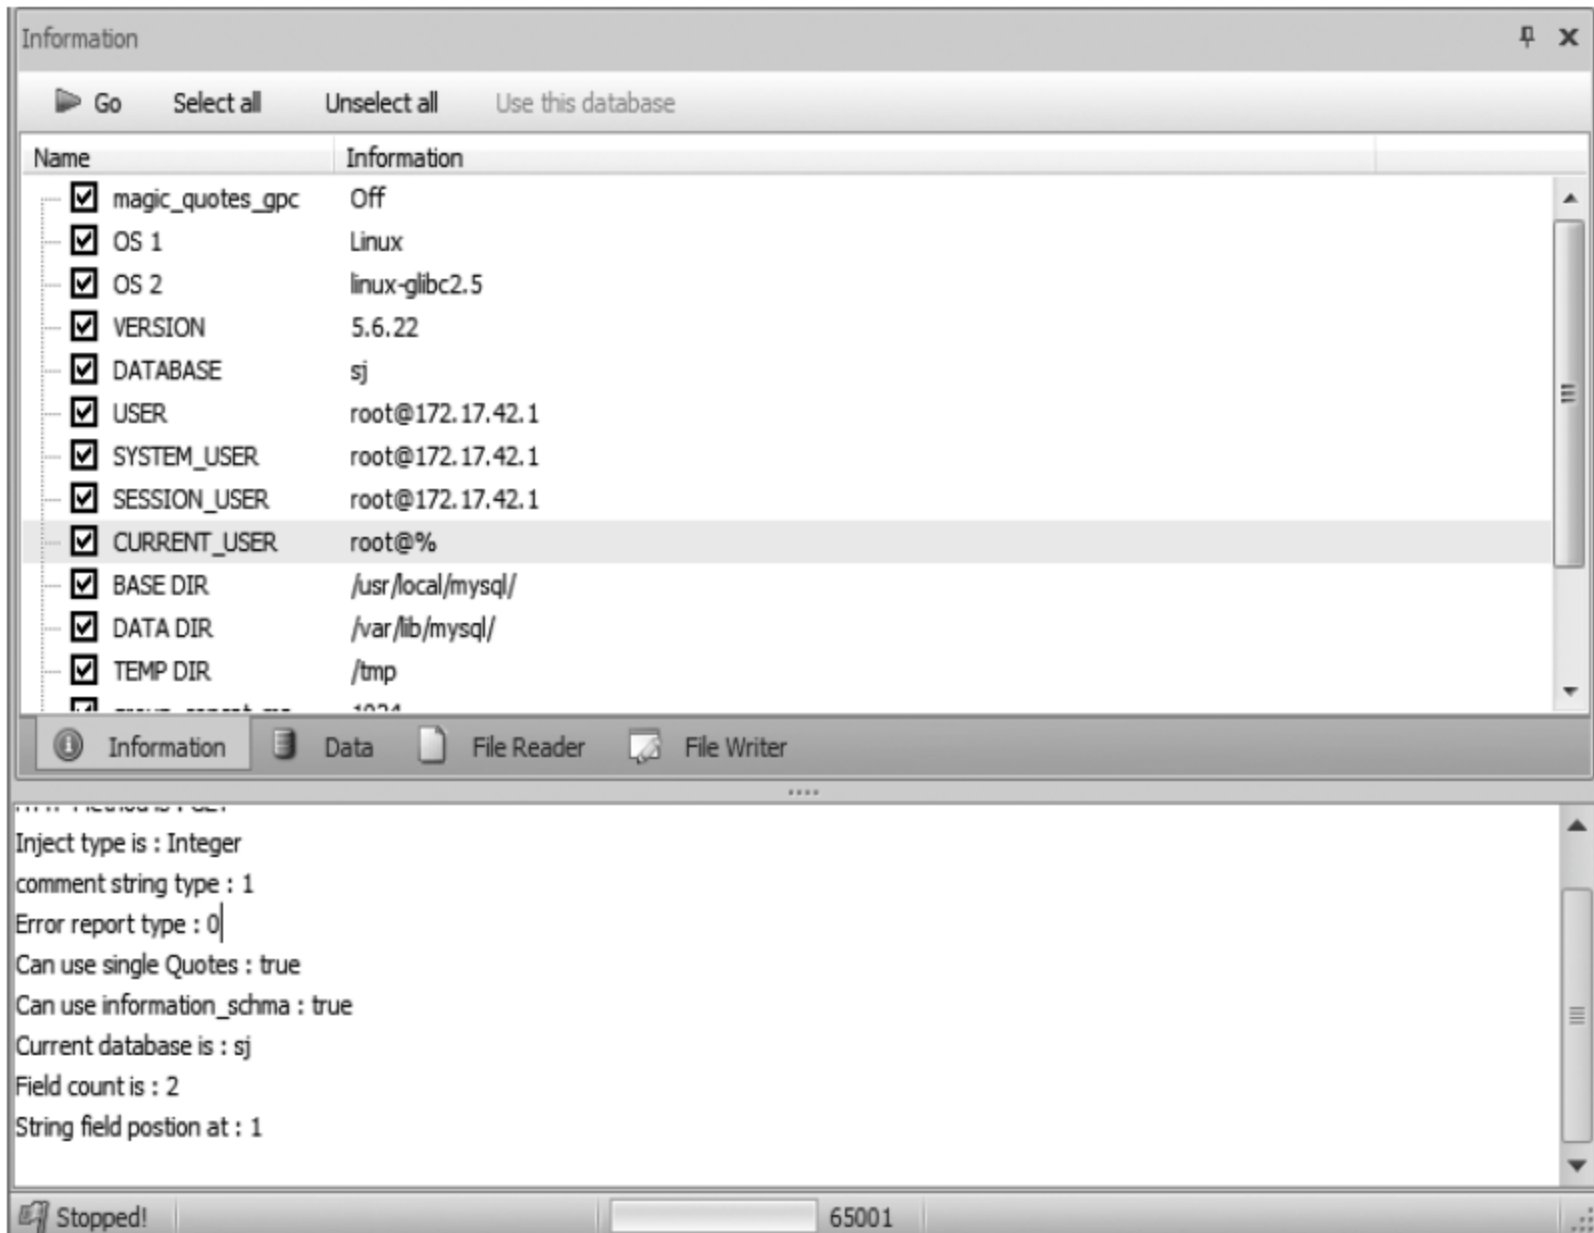 Information
Go Select all Unselect all Use this database
Name Information
magic_quotes_gpc Off
OS 1 Linux
OS 2 linux-glibc2.5
VERSION 5.6.22
DATABASE sj
USER root@172.17.42.1
SYSTEM_USER root@172.17.42.1
SESSION_USER root@172.17.42.1
CURRENT_USER root@%
BASE DIR /usr/local/mysql/
DATA DIR /var/lib/mysql/
TEMP DIR /tmp
1024
Information Data File Reader File Writer
HTTP Method is : GET
Inject type is : Integer
comment string type : 1
Error report type : 0
Can use single Quotes : true
Can use information_schma : true
Current database is : sj
Field count is : 2
String field postion at : 1
Stopped! 65001